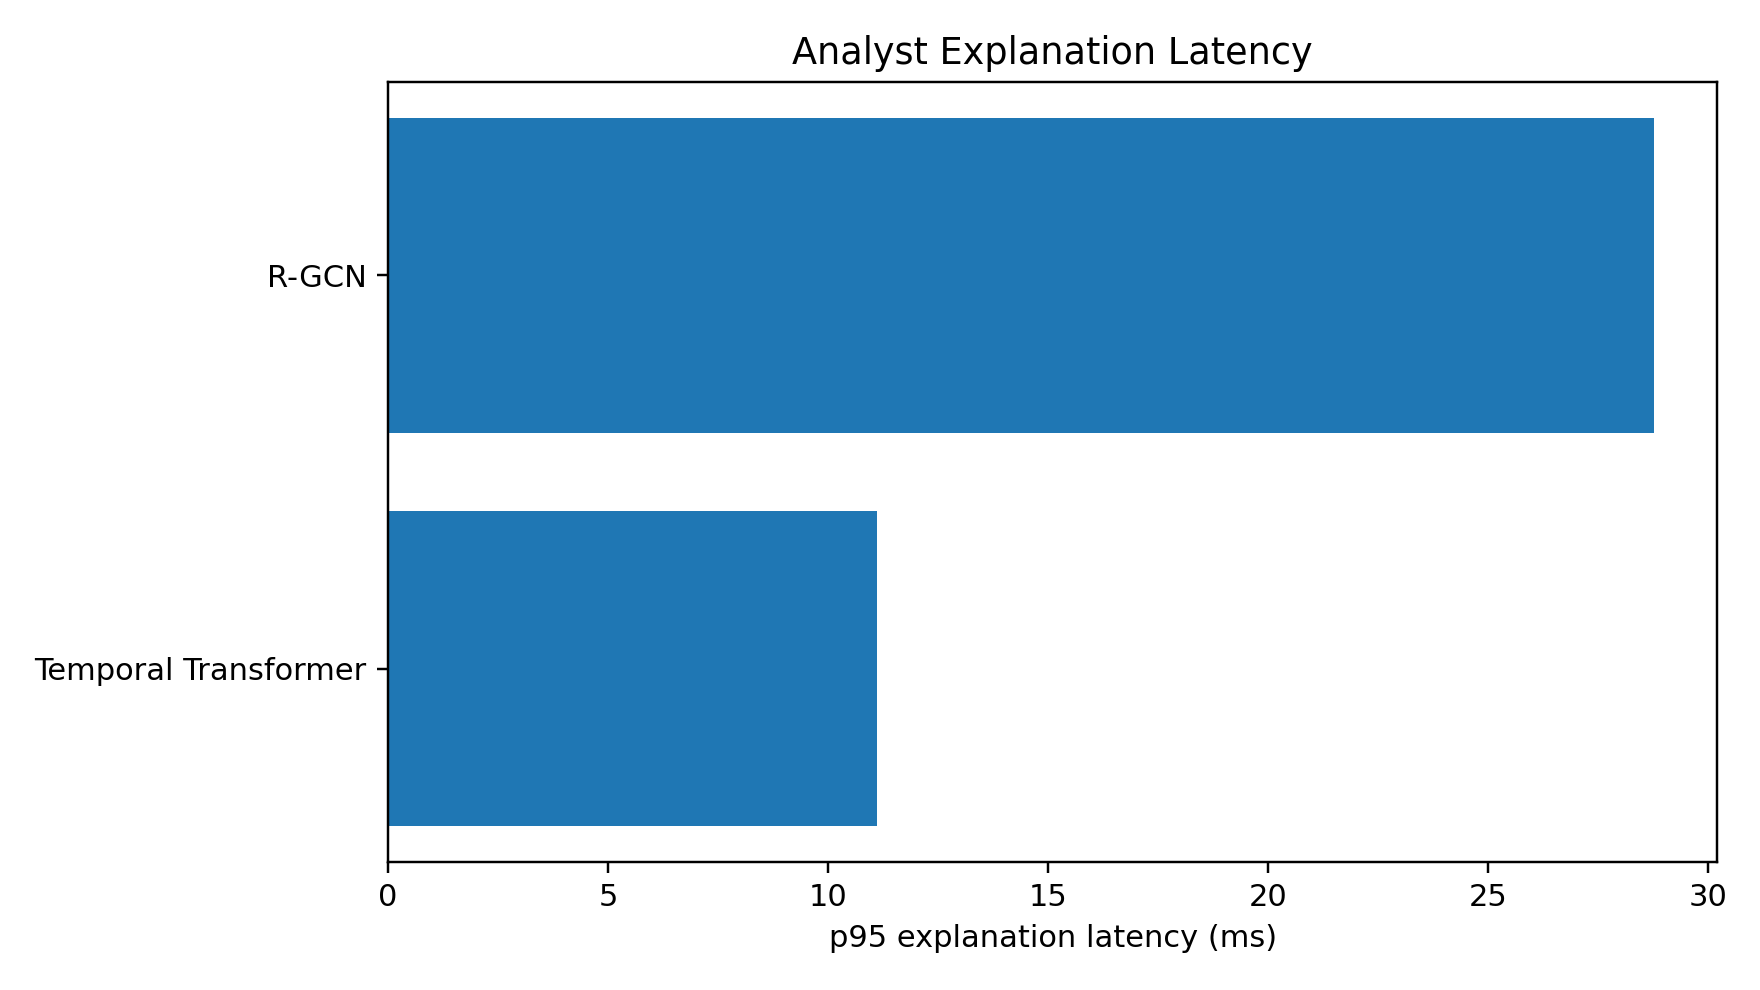 Analyst Explanation Latency
R-GCN
Temporal Transformer
0 5 10 15 20 25 30
p95 explanation latency (ms)